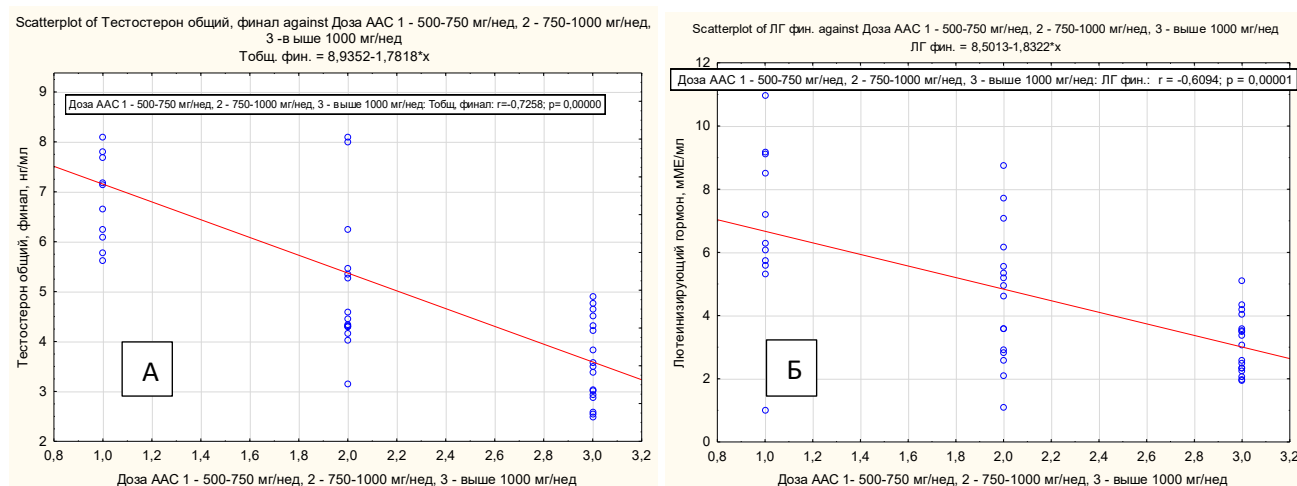 Scatterplot of Тестостерон общий, финал against Доза ААС 1 - 500-750 мг/нед, 2 - 750-1000 мг/нед,
3 -в ыше 1000 мг/нед
Тобщ. фин. = 8,9352-1,7818*x
Доза ААС 1 - 500-750 мг/нед, 2 - 750-1000 мг/нед, 3 - выше 1000 мг/нед: Тобщ, финал: r=-0,7258; p= 0,00000
Тестостерон общий, финал, нг/мл
9
8
7
6
5
4
3
2
А
0,8 1,0 1,2 1,4 1,6 1,8 2,0 2,2 2,4 2,6 2,8 3,0 3,2
Доза ААС 1 - 500-750 мг/нед, 2 - 750-1000 мг/нед, 3 - выше 1000 мг/нед
Scatterplot of ЛГ фин. against Доза ААС 1 - 500-750 мг/нед, 2 - 750-1000 мг/нед, 3 - выше 1000 мг/нед
ЛГ фин. = 8,5013-1,8322*x
Доза ААС 1 - 500-750 мг/нед, 2 - 750-1000 мг/нед, 3 - выше 1000 мг/нед: ЛГ фин.: r = -0,6094; p = 0,00001
Лютеинизирующий гормон, мМЕ/мл
12
10
8
6
4
2
0
Б
0,8 1,0 1,2 1,4 1,6 1,8 2,0 2,2 2,4 2,6 2,8 3,0 3,2
Доза ААС 1- 500-750 мг/нед, 2 - 750-1000 мг/нед, 3 - выше 1000 мг/нед